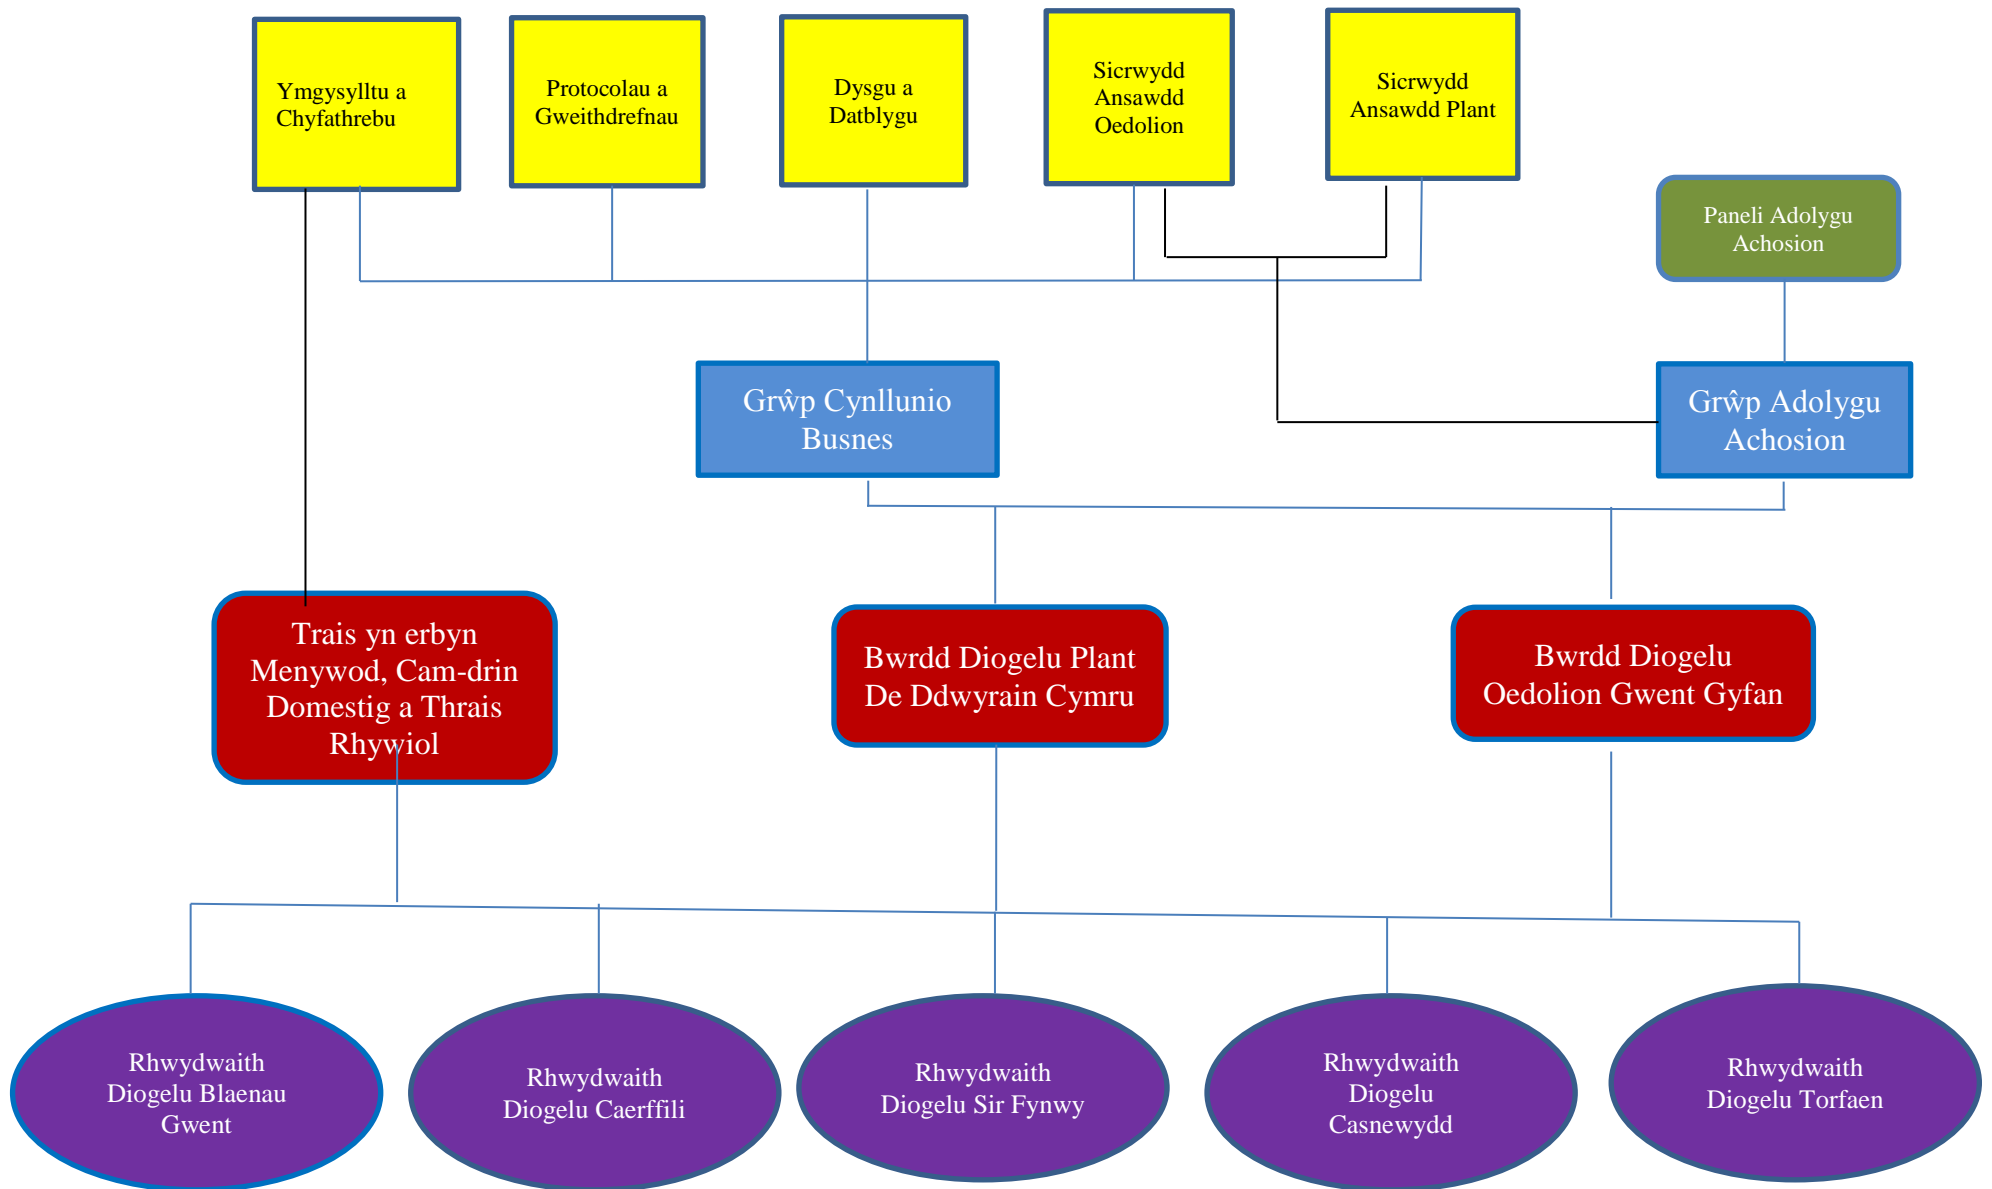 Ymgysylltu a
Chyfathrebu
Protocolau a
Gweithdrefnau
Dysgu a
Datblygu
Sicrwydd
Ansawdd
Oedolion
Sicrwydd
Ansawdd Plant
Paneli Adolygu
Achosion
Grŵp Cynllunio
Busnes
Grŵp Adolygu
Achosion
Trais yn erbyn
Menywod, Cam-drin
Domestig a Thrais
Rhywiol
Bwrdd Diogelu Plant
De Ddwyrain Cymru
Bwrdd Diogelu
Oedolion Gwent Gyfan
Rhwydwaith
Diogelu Blaenau
Gwent
Rhwydwaith
Diogelu Caerffili
Rhwydwaith
Diogelu Sir Fynwy
Rhwydwaith
Diogelu
Casnewydd
Rhwydwaith
Diogelu Torfaen